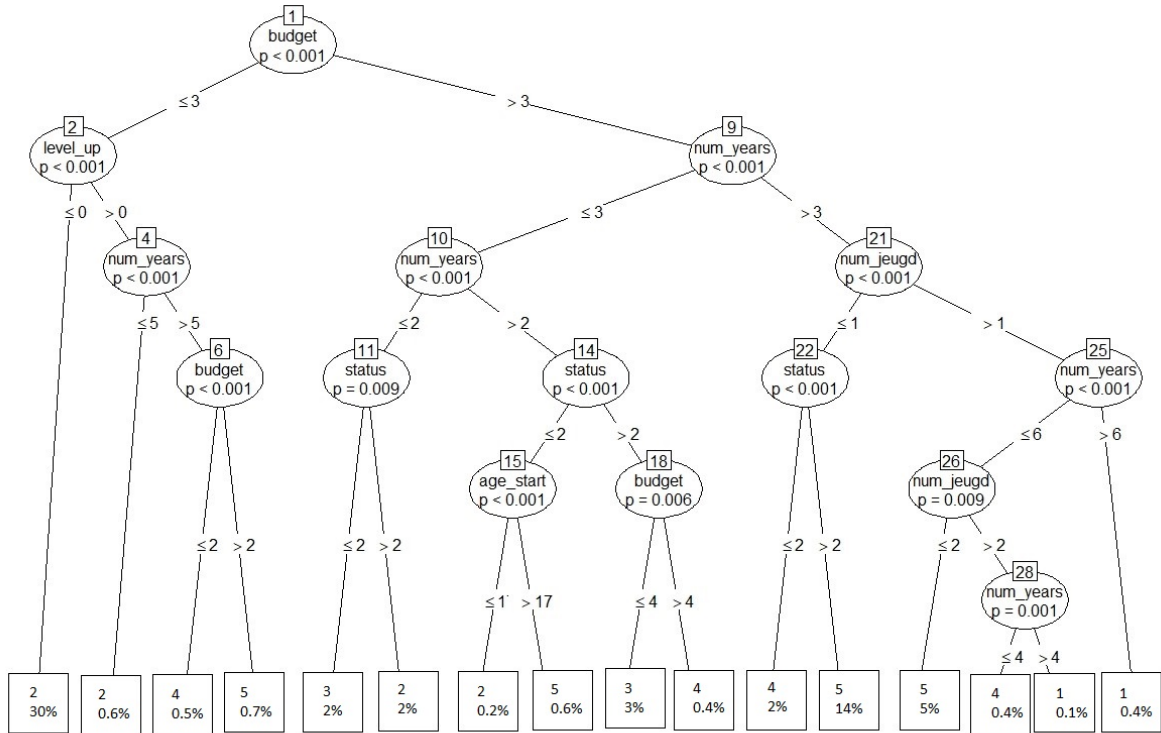 1
budget
p < 0.001
≤ 3
> 3
2
level_up
p < 0.001
9
num_years
p < 0.001
≤ 0
> 0
≤ 3
> 3
4
num_years
p < 0.001
10
num_years
p < 0.001
21
num_jeugd
p < 0.001
≤ 5
> 5
≤ 2
> 2
≤ 1
> 1
6
budget
p < 0.001
11
status
p = 0.009
14
status
p < 0.001
22
status
p < 0.001
25
num_years
p < 0.001
≤ 2
> 2
≤ 6
> 6
15
age_start
p < 0.001
18
budget
p = 0.006
26
num_jeugd
p = 0.009
≤ 2
> 2
≤ 2
> 2
≤ 2
> 2
≤ 2
> 2
28
num_years
p = 0.001
≤ 1
> 17
≤ 4
> 4
≤ 4
> 4
2
30%
2
0.6%
4
0.5%
5
0.7%
3
2%
2
2%
2
0.2%
5
0.6%
3
3%
4
0.4%
4
2%
5
14%
5
5%
4
0.4%
1
0.1%
1
0.4%